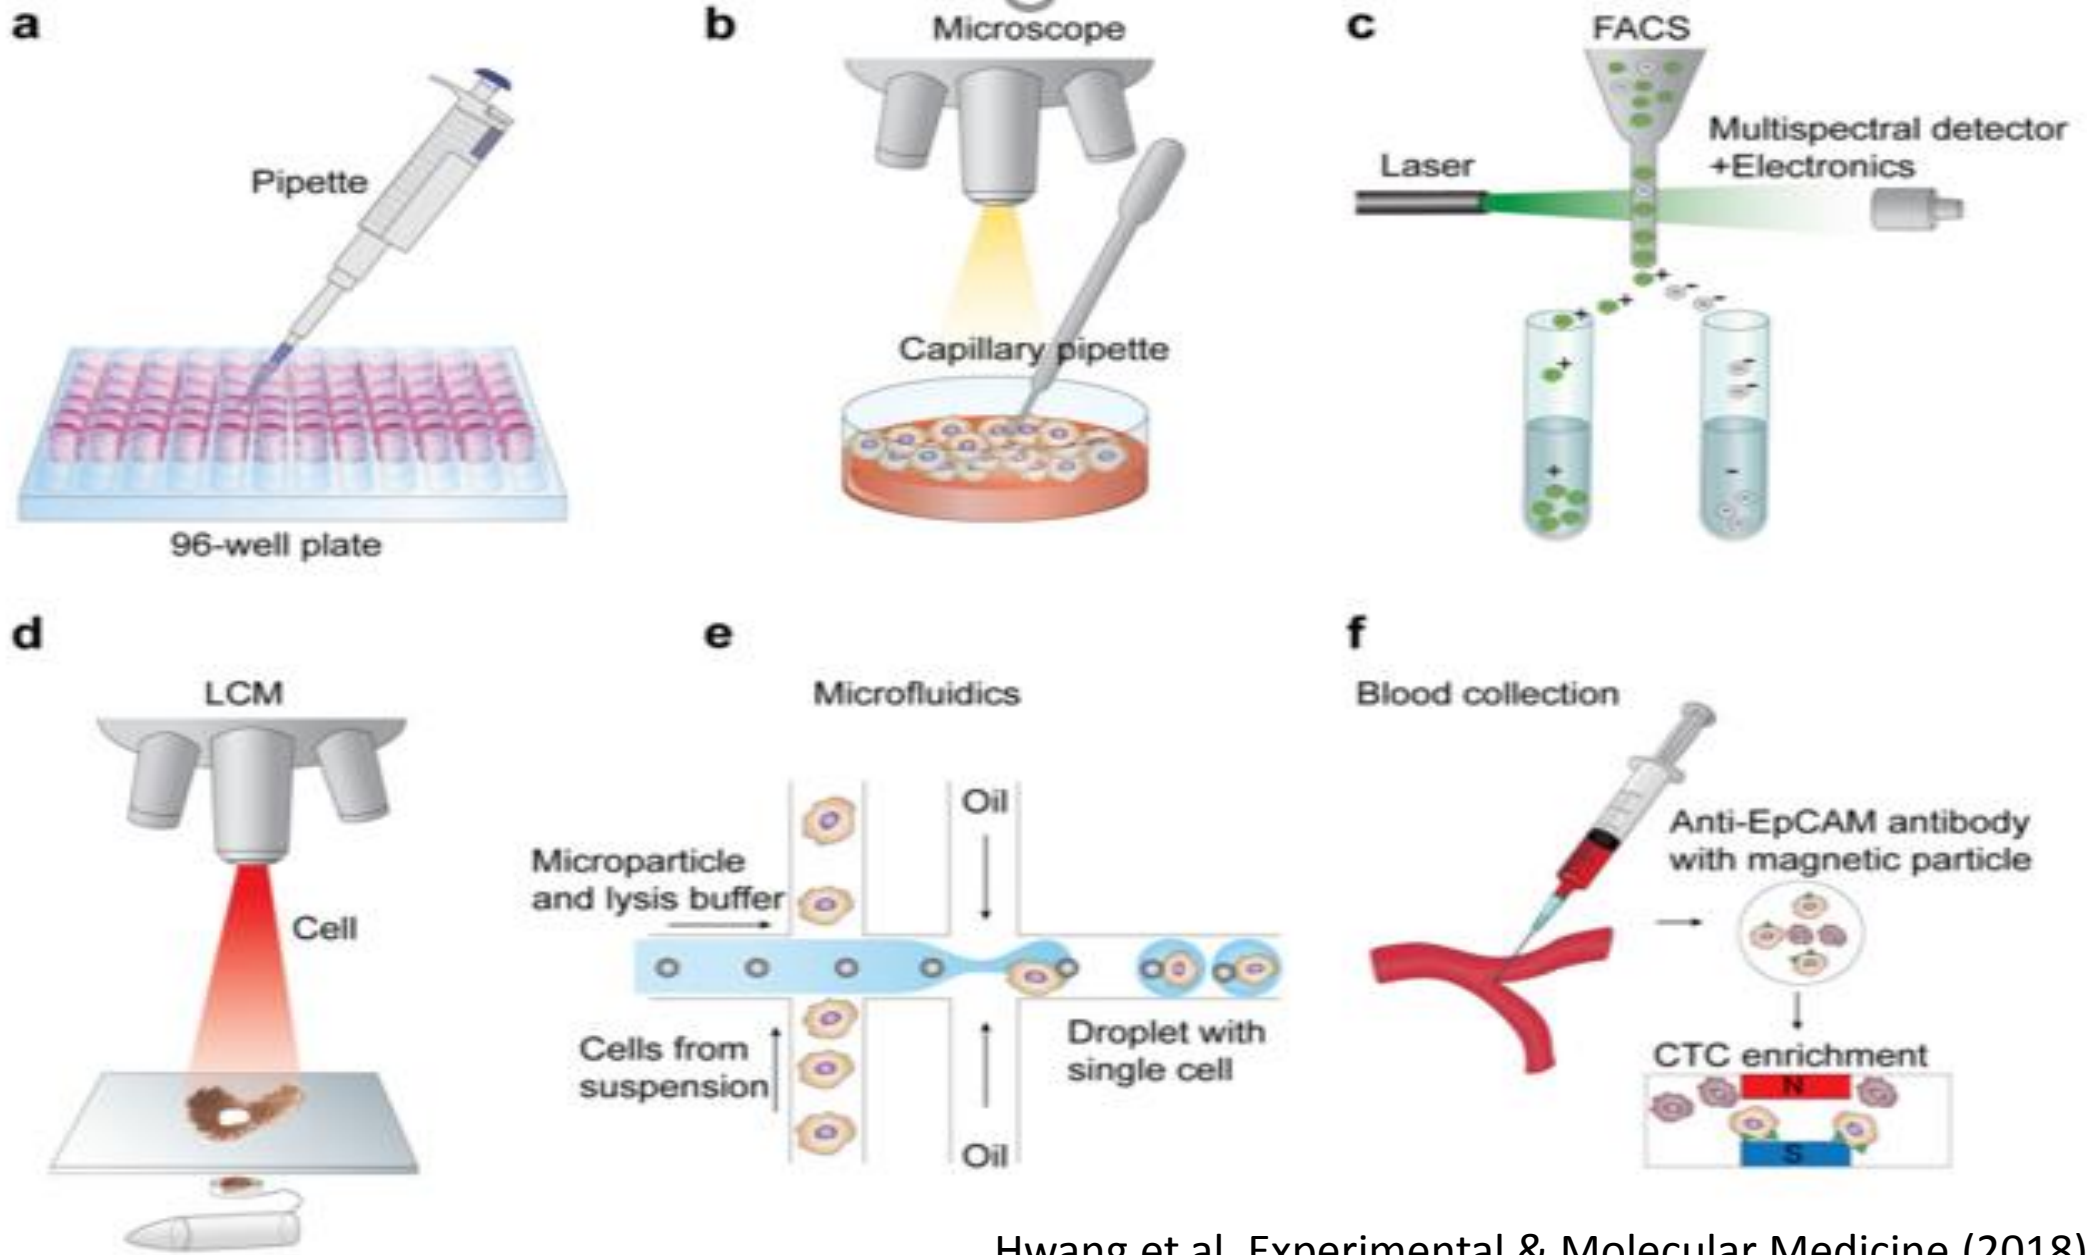 a
Pipette
96-well plate
b
Microscope
Capillary pipette
c
FACS
Laser
Multispectral detector
+Electronics
+
+
+
+
+
-
-
-
-
-
d
LCM
Cell
e
Microfluidics
Oil
Microparticle
and lysis buffer
Cells from
suspension
Droplet with
single cell
Oil
f
Blood collection
Anti-EpCAM antibody
with magnetic particle
CTC enrichment
N
S
Hwang et al. Experimental & Molecular Medicine (2018)